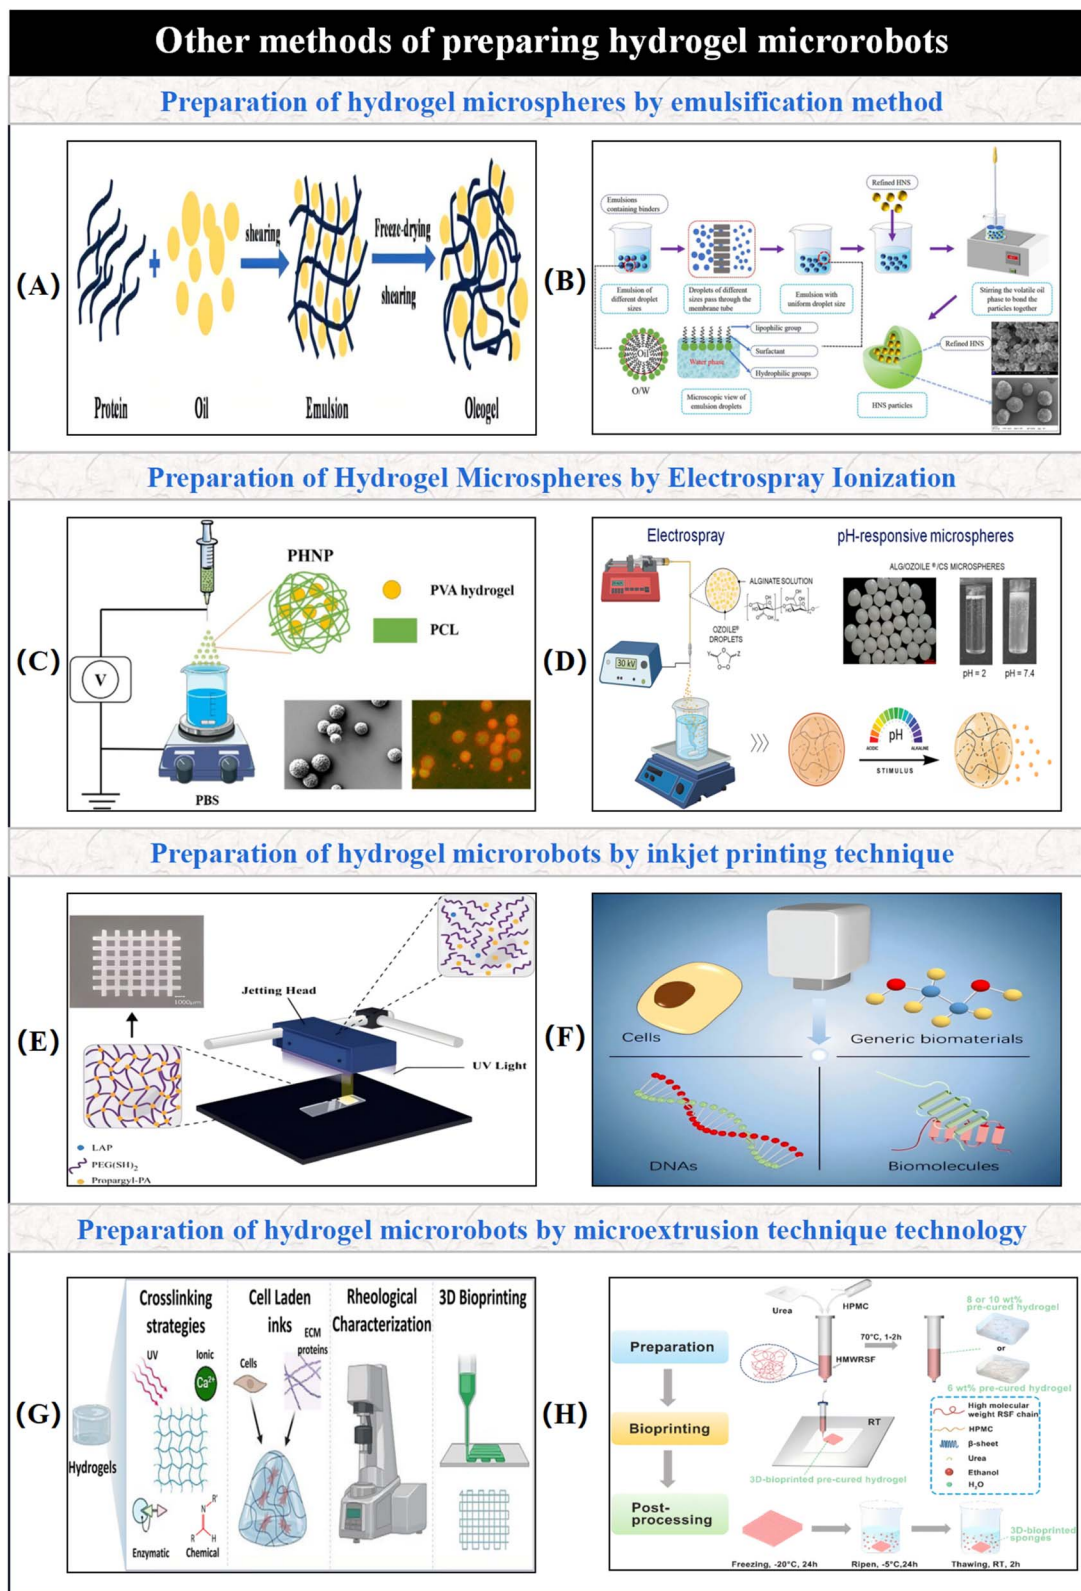 Other methods of preparing hydrogel microrobots
Preparation of hydrogel microspheres by emulsification method
(A)
Protein
Oil
shearing
Emulsion
Freeze-drying
shearing
Oleogel
(B)
Emulsions
containing binders
Refined HNS
Emulsion of
different droplet
sizes
Droplets of different
sizes pass through the
membrane tube
Emulsion with
uniform droplet size
Stirring the volatile oil
phase to bond the
particles together
Oil
O/W
Water phase
lipophilic group
Surfactant
Hydrophilic groups
Microscopic view of
emulsion droplets
Refined HNS
HNS particles
Preparation of Hydrogel Microspheres by Electrospray Ionization
(C)
V
PHNP
PVA hydrogel
PCL
PBS
(D)
Electrospray
pH-responsive microspheres
30 kV
ALGINATE SOLUTION
OZOILE®
DROPLETS
ALG/OZOILE ®/CS MICROSPHERES
pH = 2
pH = 7.4
pH
ACIDIC
ALKALINE
STIMULUS
Preparation of hydrogel microrobots by inkjet printing technique
(E)
1000μm
Jetting Head
UV Light
LAP
PEG(SH)₂
Propargyl-PA
(F)
Cells
Generic biomaterials
DNAs
Biomolecules
Preparation of hydrogel microrobots by microextrusion technique technology
(G)
Hydrogels
Crosslinking
strategies
UV
Ionic
Ca²⁺
Enzymatic
N
R'
R
H
Chemical
Cell Laden
inks
ECM
proteins
Cells
Rheological
Characterization
3D Bioprinting
(H)
Preparation
Bioprinting
Post-
processing
Urea
HPMC
HMWRSF
70°C, 1-2h
8 or 10 wt%
pre-cured hydrogel
or
6 wt% pre-cured hydrogel
RT
3D-bioprinted pre-cured hydrogel
High molecular
weight RSF chain
HPMC
β-sheet
Urea
Ethanol
H₂O
Freezing, -20°C, 24h
Ripen, -5°C,24h
Thawing, RT, 2h
3D-bioprinted
sponges